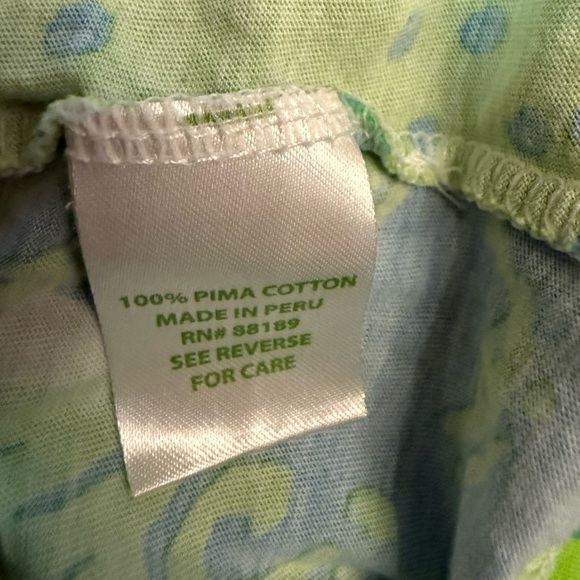 100% PIMA COTTON
MADE IN PERU
RN# 88189
SEE REVERSE
FOR CARE